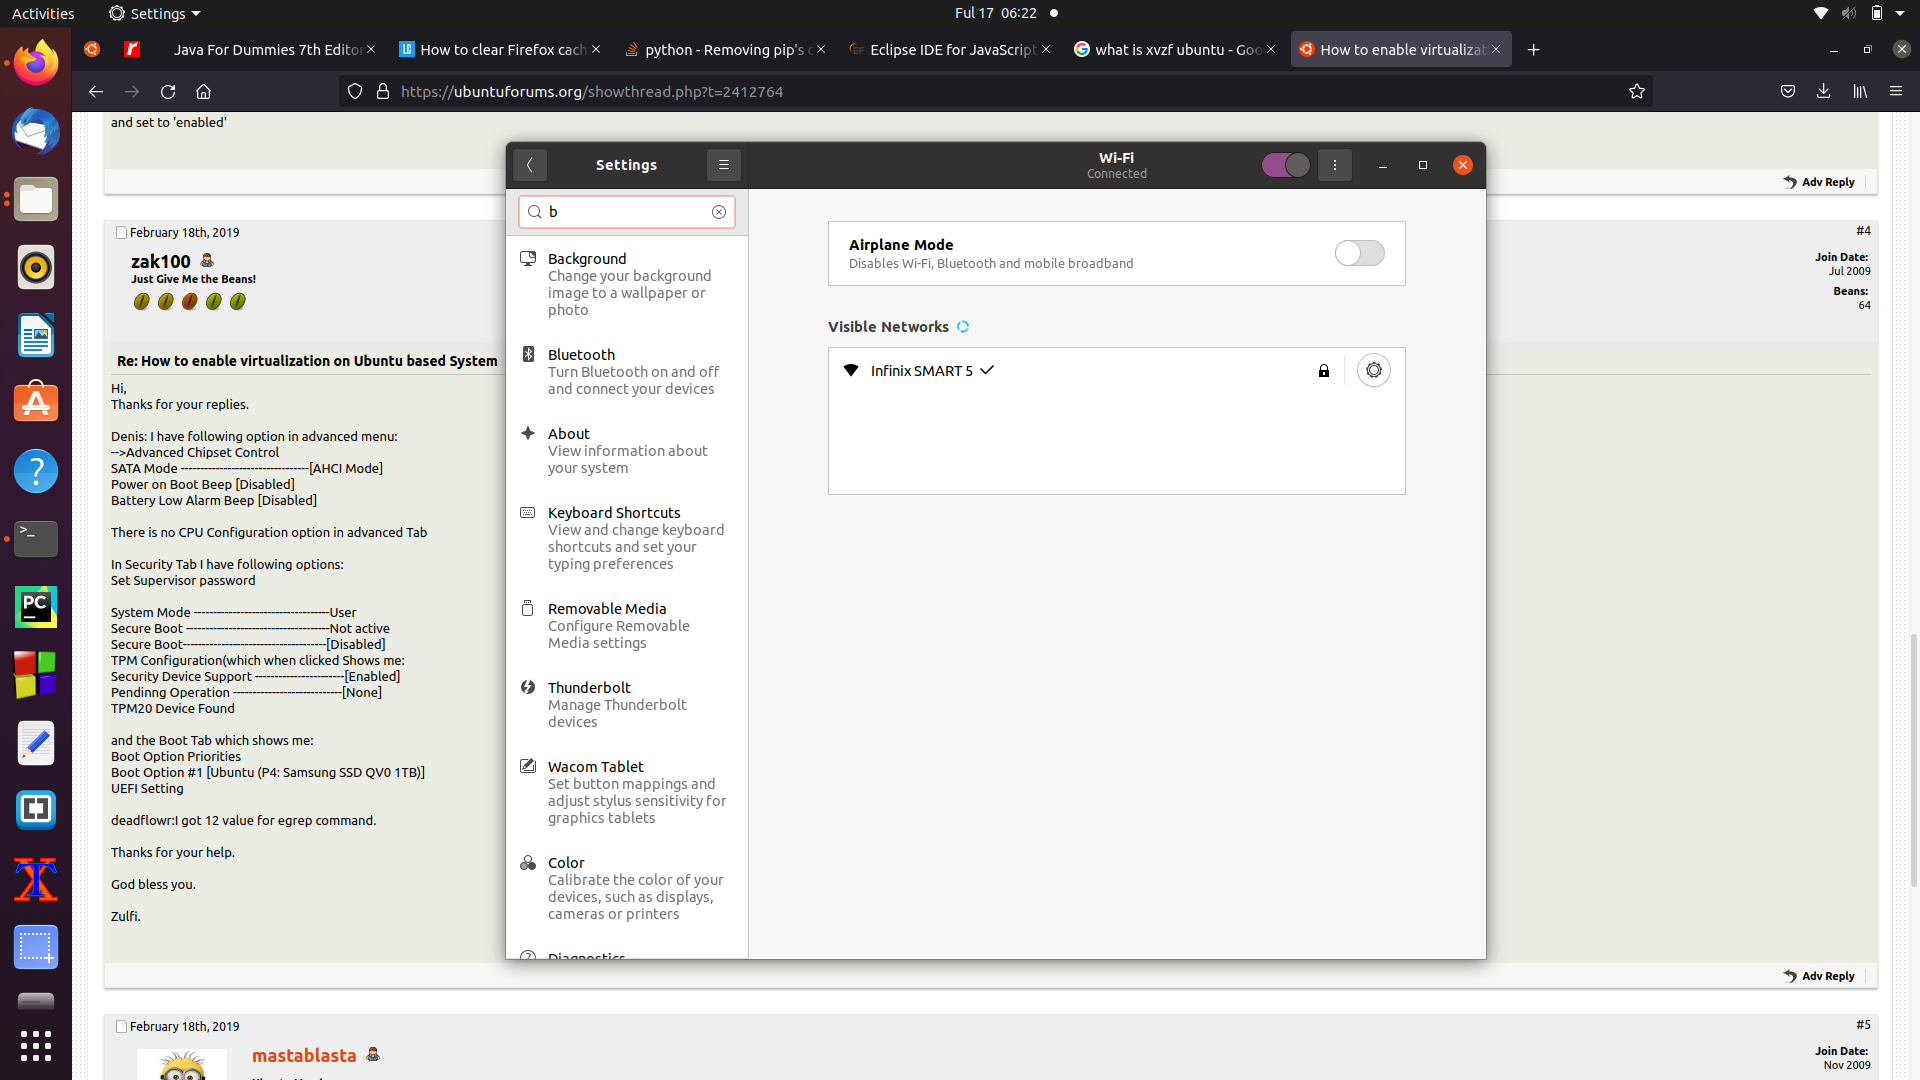 Activities
Settings
Ful 17 06:22
Java For Dummies 7th Editor
How to clear Firefox cach
python - Removing pip's c
Eclipse IDE for JavaScript
what is xvzf ubuntu - Goo
How to enable virtualizat
https://ubuntuforums.org/showthread.php?t=2412764
and set to 'enabled'
Adv Reply
February 18th, 2019
#4
zak100
Just Give Me the Beans!
Join Date:
Jul 2009
Beans:
64
Re: How to enable virtualization on Ubuntu based System
Hi,
Thanks for your replies.
Denis: I have following option in advanced menu:
-->Advanced Chipset Control
SATA Mode --------------------------------[AHCI Mode]
Power on Boot Beep [Disabled]
Battery Low Alarm Beep [Disabled]
There is no CPU Configuration option in advanced Tab
In Security Tab I have following options:
Set Supervisor password
System Mode ----------------------------------User
Secure Boot ------------------------------------Not active
Secure Boot------------------------------------[Disabled]
TPM Configuration(which when clicked Shows me:
Security Device Support ----------------------[Enabled]
Pendinng Operation ---------------------------[None]
TPM20 Device Found
and the Boot Tab which shows me:
Boot Option Priorities
Boot Option #1 [Ubuntu (P4: Samsung SSD QV0 1TB)]
UEFI Setting
deadflowr:I got 12 value for egrep command.
Thanks for your help.
God bless you.
Zulfi.
Adv Reply
February 18th, 2019
#5
mastablasta
Join Date:
Nov 2009
Settings
b
Background
Change your background
image to a wallpaper or
photo
Bluetooth
Turn Bluetooth on and off
and connect your devices
About
View information about
your system
Keyboard Shortcuts
View and change keyboard
shortcuts and set your
typing preferences
Removable Media
Configure Removable
Media settings
Thunderbolt
Manage Thunderbolt
devices
Wacom Tablet
Set button mappings and
adjust stylus sensitivity for
graphics tablets
Color
Calibrate the color of your
devices, such as displays,
cameras or printers
Diagnostics
Wi-Fi
Connected
Airplane Mode
Disables Wi-Fi, Bluetooth and mobile broadband
Visible Networks
Infinix SMART 5
PC